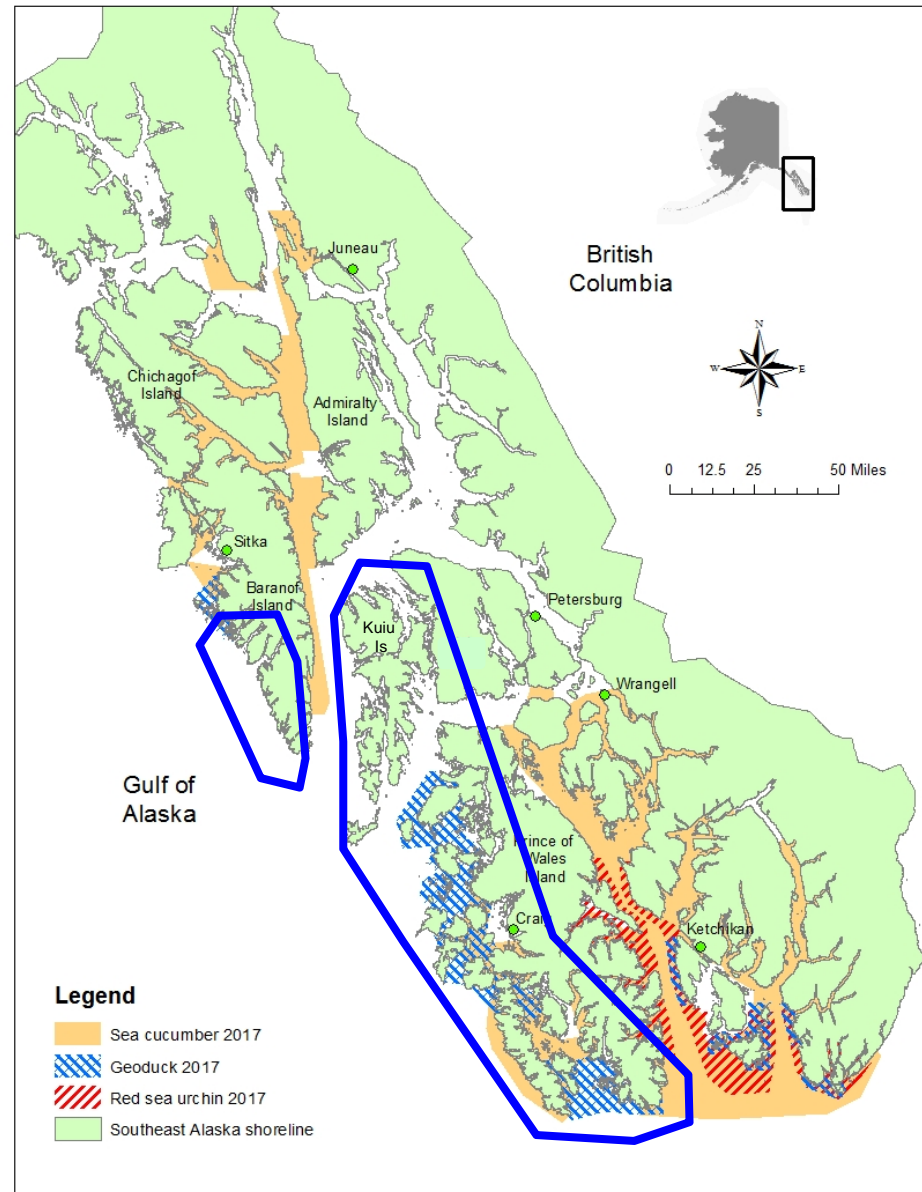 Juneau
British
Columbia
N
W
E
S
Chichagof
Island
Admiralty
Island
0 12.5 25 50 Miles
Sitka
Baranof
Island
Kuiu
Is
Petersburg
Wrangell
Gulf of
Alaska
Prince of
Wales
Island
Craig
Ketchikan
Legend
Sea cucumber 2017
Geoduck 2017
Red sea urchin 2017
Southeast Alaska shoreline